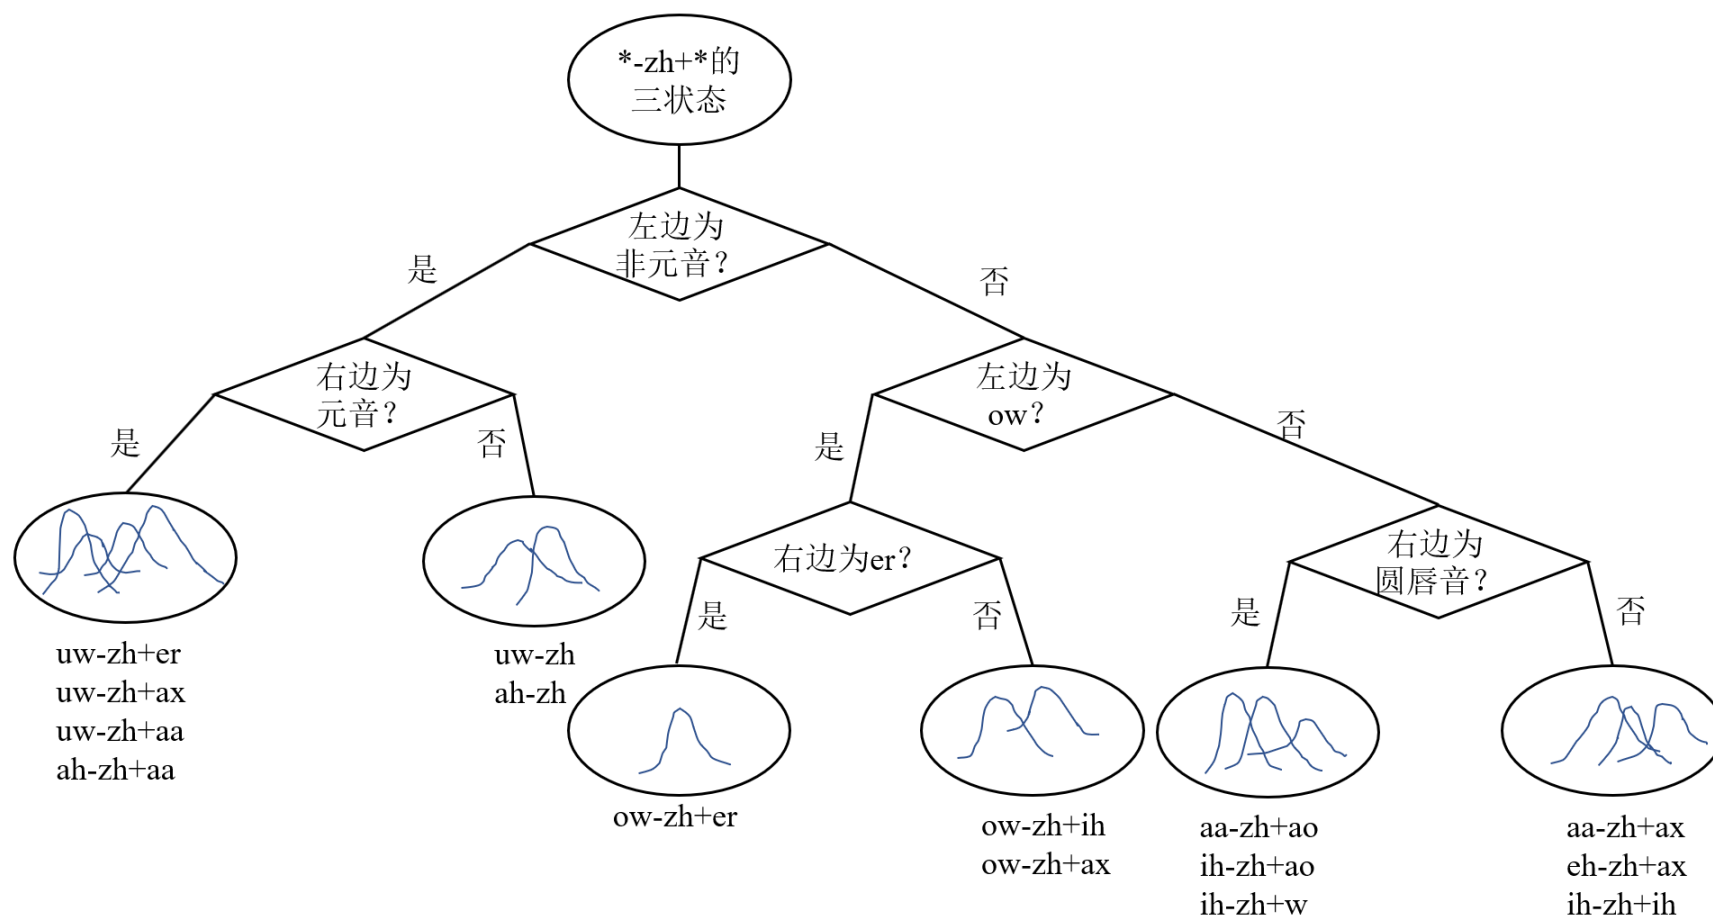 *-zh+*的
三状态
左边为
非元音？
是
否
右边为
元音？
左边为
ow？
是
否
是
否
右边为er？
右边为
圆唇音？
是
否
是
否
uw-zh+er
uw-zh+ax
uw-zh+aa
ah-zh+aa
uw-zh
ah-zh
ow-zh+er
ow-zh+ih
ow-zh+ax
aa-zh+ao
ih-zh+ao
ih-zh+w
aa-zh+ax
eh-zh+ax
ih-zh+ih